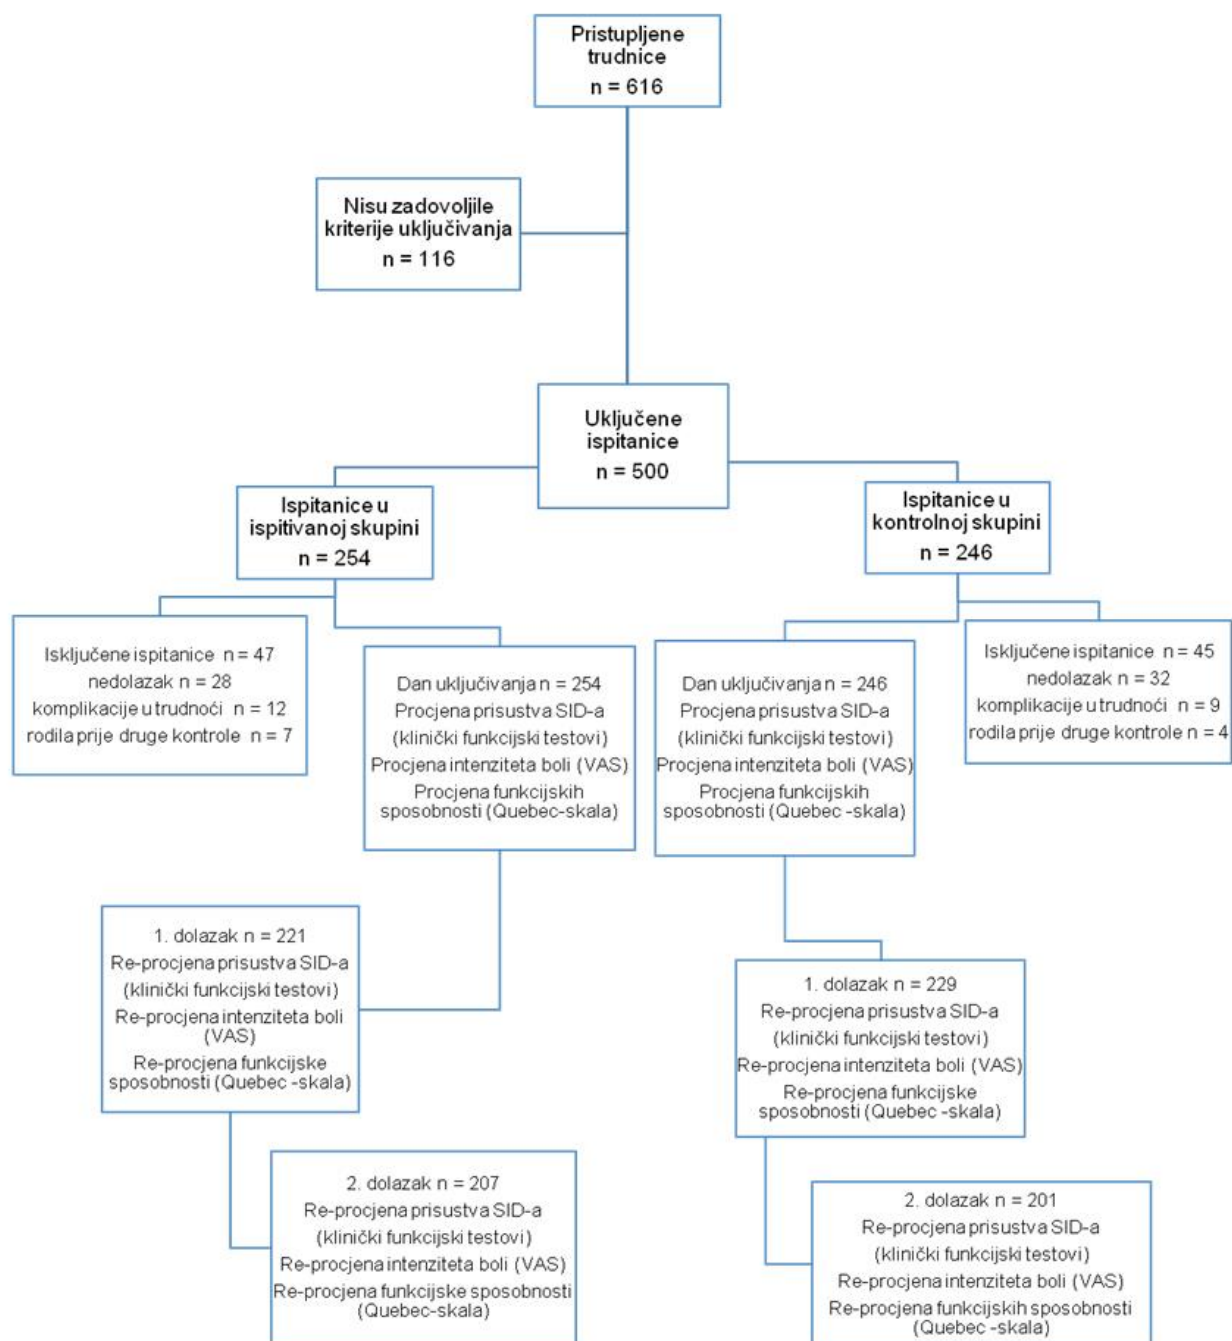 Pristupljene
trudnice
n = 616
Nisu zadovoljile
kriterije uključivanja
n = 116
Uključene
ispitanice
n = 500
Ispitanice u
ispitivanoj skupini
n = 254
Ispitanice u
kontrolnoj skupini
n = 246
Isključene ispitanice n = 47
nedolazak n = 28
komplikacije u trudnoći n = 12
rodila prije druge kontrole n = 7
Dan uključivanja n = 254
Procjena prisustva SID-a
(klinički funkcijski testovi)
Procjena intenziteta boli (VAS)
Procjena funkcijskih
sposobnosti (Quebec-skala)
Dan uključivanja n = 246
Procjena prisustva SID-a
(klinički funkcijski testovi)
Procjena intenziteta boli (VAS)
Procjena funkcijskih
sposobnosti (Quebec -skala)
Isključene ispitanice n = 45
nedolazak n = 32
komplikacije u trudnoći n = 9
rodila prije druge kontrole n = 4
1. dolazak n = 221
Re-procjena prisustva SID-a
(klinički funkcijski testovi)
Re-procjena intenziteta boli
(VAS)
Re-procjena funkcijske
sposobnosti (Quebec -skala)
1. dolazak n = 229
Re-procjena prisustva SID-a
(klinički funkcijski testovi)
Re-procjena intenziteta boli (VAS)
Re-procjena funkcijske
sposobnosti (Quebec -skala)
2. dolazak n = 207
Re-procjena prisustva SID-a
(klinički funkcijski testovi)
Re-procjena intenziteta boli (VAS)
Re-procjena funkcijske sposobnosti
(Quebec-skala)
2. dolazak n = 201
Re-procjena prisustva SID-a
(klinički funkcijski testovi)
Re-procjena intenziteta boli (VAS)
Re-procjena funkcijskih sposobnosti
(Quebec -skala)